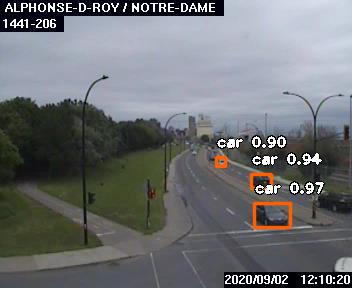 ALPHONSE-D-ROY / NOTRE-DAME
1441-206
car 0.90
car 0.94
car 0.97
2020/09/02 12:10:20